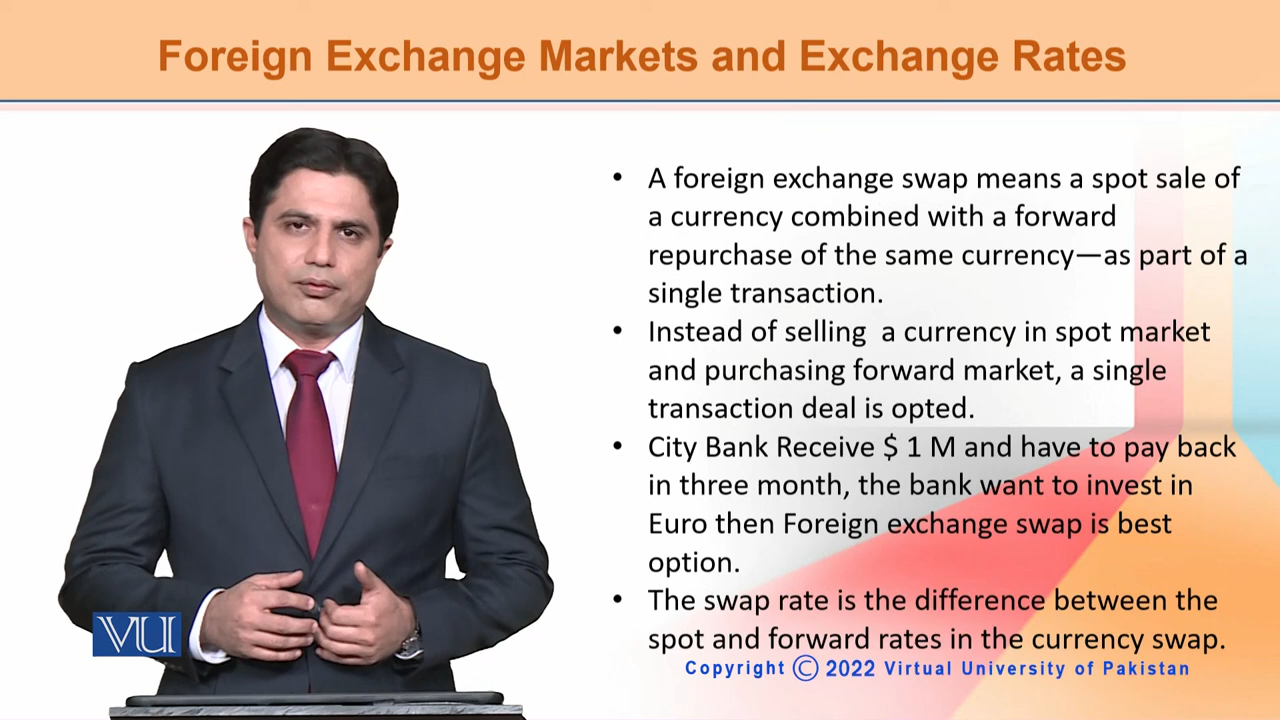 Foreign Exchange Markets and Exchange Rates
• A foreign exchange swap means a spot sale of
a currency combined with a forward
repurchase of the same currency—as part of a
single transaction.
• Instead of selling  a currency in spot market
and purchasing forward market, a single
transaction deal is opted.
• City Bank Receive $ 1 M and have to pay back
in three month, the bank want to invest in
Euro then Foreign exchange swap is best
option.
• The swap rate is the difference between the
spot and forward rates in the currency swap.
VU
Copyright © 2022 Virtual University of Pakistan